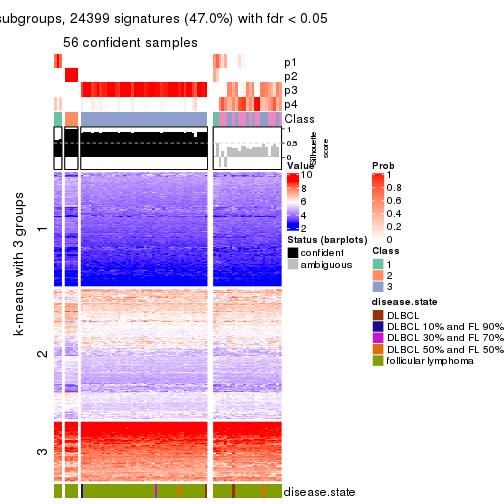 subgroups, 24399 signatures (47.0%) with fdr < 0.05
56 confident samples
p1
p2
p3
p4
Class
1
0.5
0
Silhouette
score
k-means with 3 groups
1
2
3
disease.state
Value
10
8
6
4
2
Status (barplots)
confident
ambiguous
Prob
1
0.8
0.6
0.4
0.2
0
Class
1
2
3
disease.state
DLBCL
DLBCL 10% and FL 90%
DLBCL 30% and FL 70%
DLBCL 50% and FL 50%
follicular lymphoma